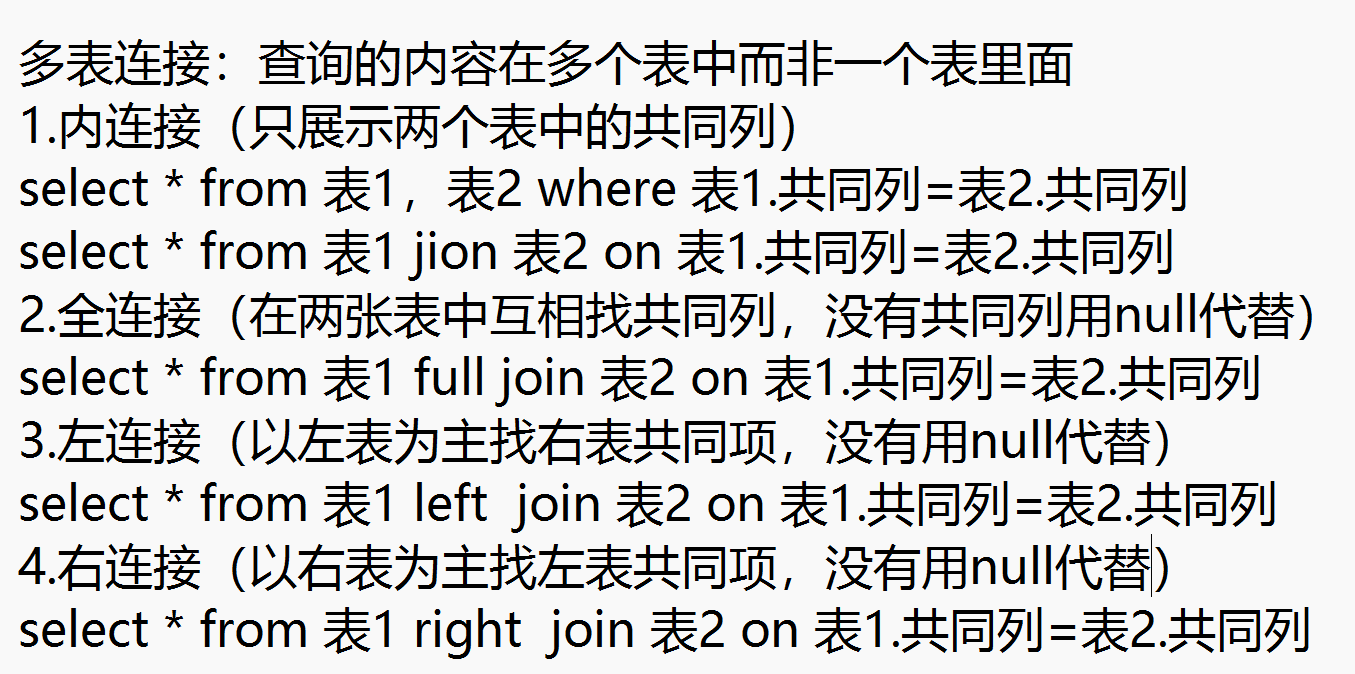 多表连接：查询的内容在多个表中而非一个表里面
1.内连接（只展示两个表中的共同列）
select * from 表1，表2 where 表1.共同列=表2.共同列
select * from 表1 jion 表2 on 表1.共同列=表2.共同列
2.全连接（在两张表中互相找共同列，没有共同列用null代替）
select * from 表1 full join 表2 on 表1.共同列=表2.共同列
3.左连接（以左表为主找右表共同项，没有用null代替）
select * from 表1 left  join 表2 on 表1.共同列=表2.共同列
4.右连接（以右表为主找左表共同项，没有用null代替）
select * from 表1 right  join 表2 on 表1.共同列=表2.共同列